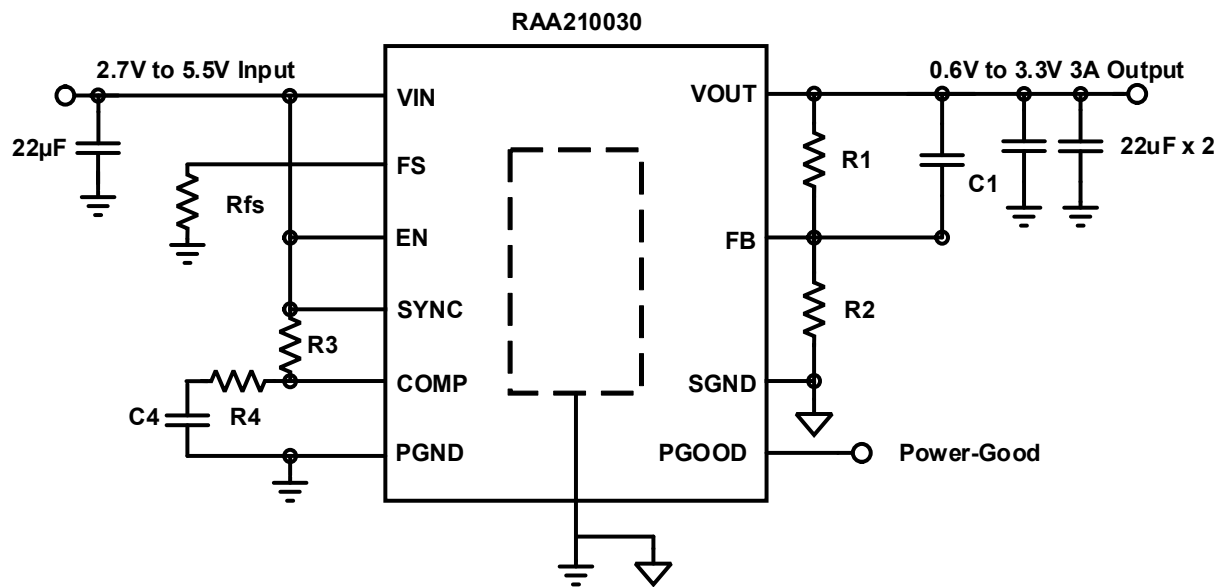 RAA210030
2.7V to 5.5V Input
0.6V to 3.3V 3A Output
VIN
VOUT
22µF
FS
Rfs
R1
C1
22uF x 2
EN
FB
SYNC
R3
R2
COMP
SGND
C4
R4
PGND
PGOOD
Power-Good